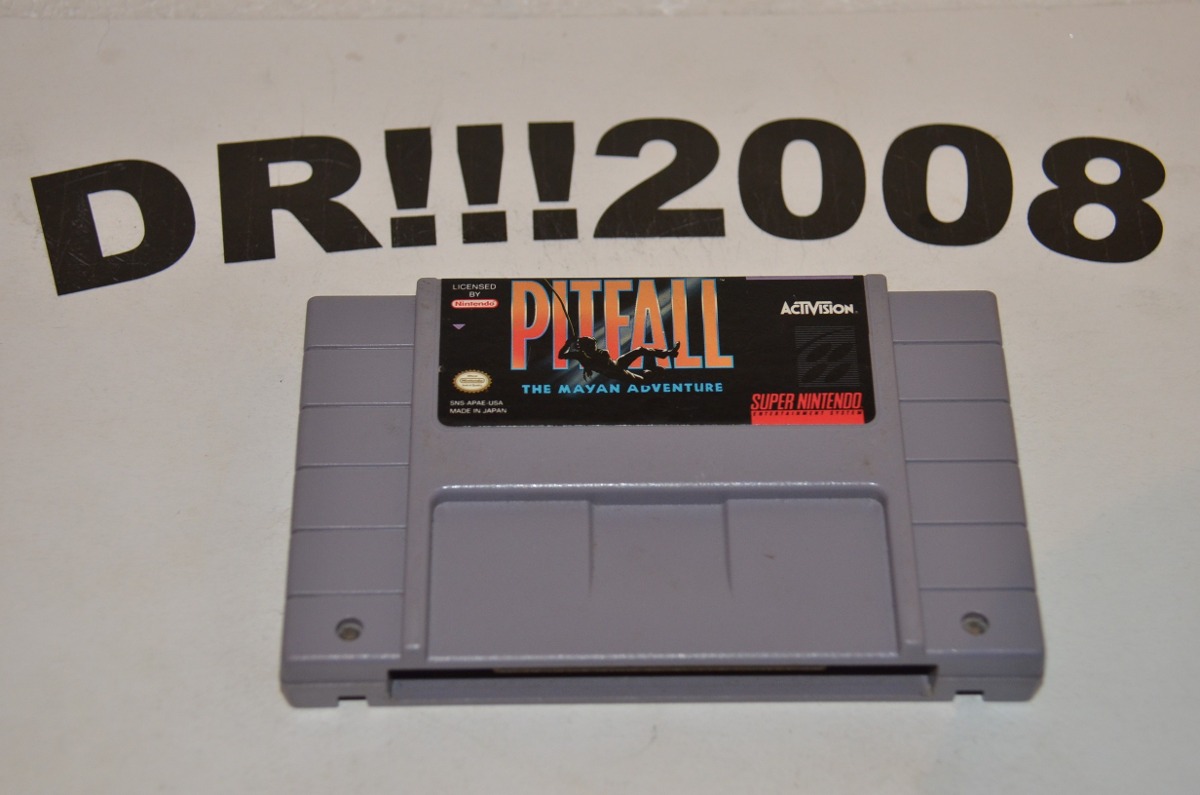 DR!!!2008
LICENSED
BY
Nintendo
PITFALL
THE MAYAN ADVENTURE
ACTIVISION.
SNS-APAE-USA
MADE IN JAPAN
SUPER NINTENDO
ENTERTAINMENT SYSTEM